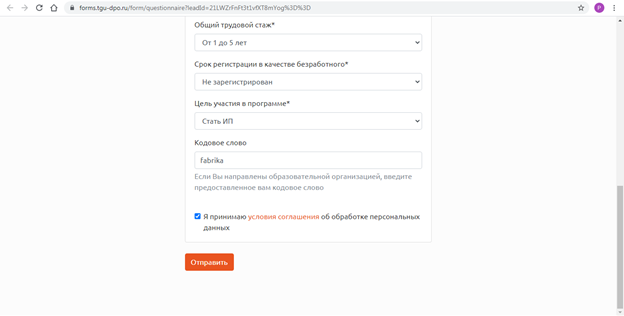 forms.tgu-dpo.ru/form/questionnaire?leadId=21LWZrFnFt3t1vfXT8mYog%3D%3D
P
Общий трудовой стаж*
От 1 до 5 лет
Срок регистрации в качестве безработного*
Не зарегистрирован
Цель участия в программе*
Стать ИП
Кодовое слово
fabrika
Если Вы направлены образовательной организацией, введите
предоставленное вам кодовое слово
Я принимаю условия соглашения об обработке персональных
данных
Отправить